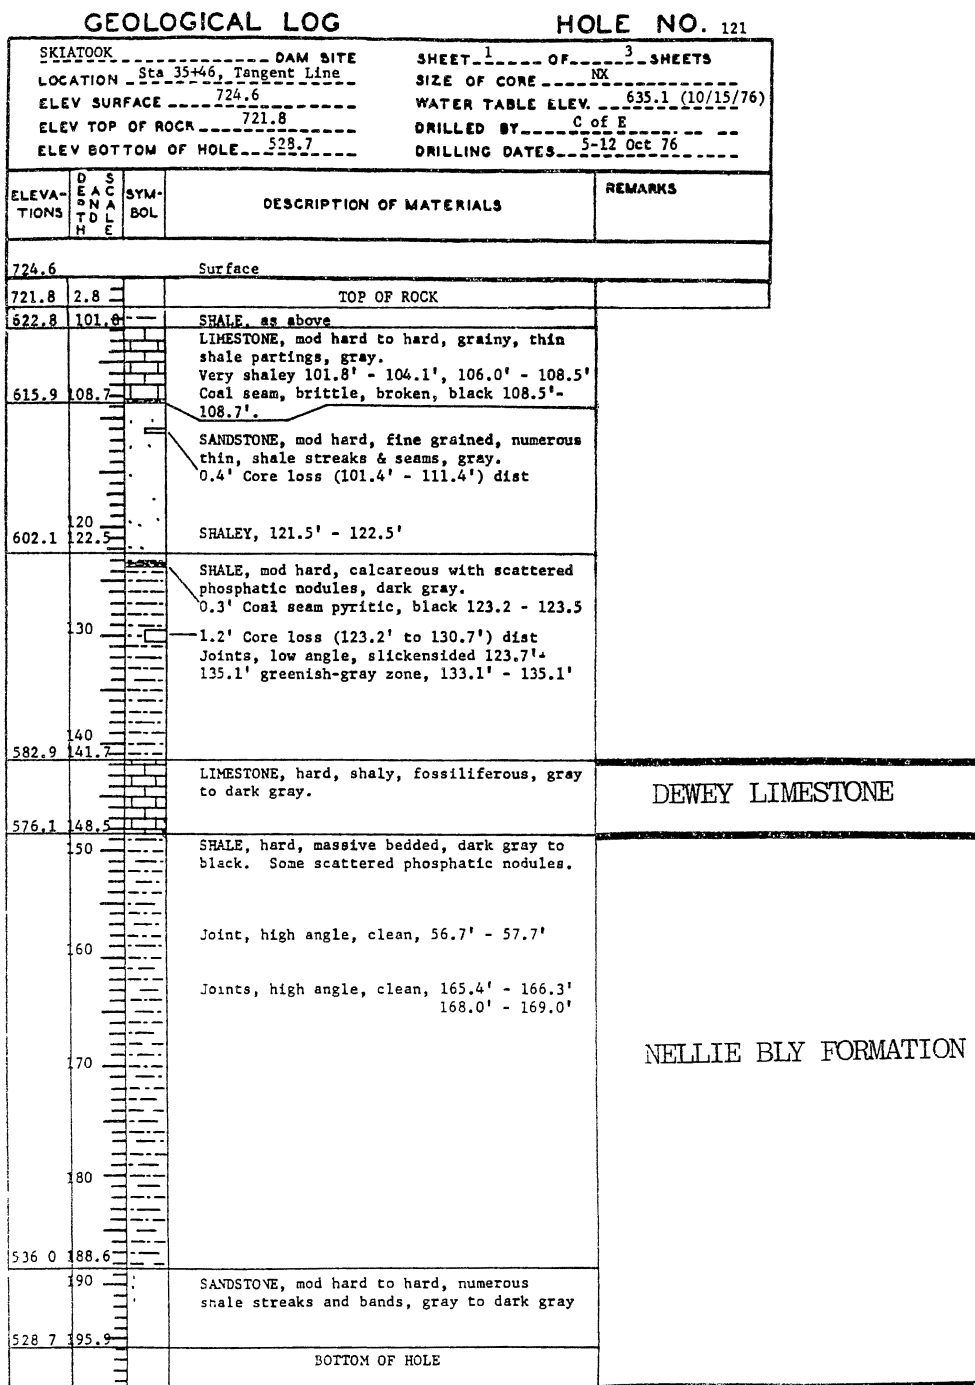 GEOLOGICAL LOG HOLE NO. 121
SKIATOOK DAM SITE SHEET 1 OF 3 SHEETS
LOCATION Sta 35+46, Tangent Line SIZE OF CORE NX
ELEV SURFACE 724.6 WATER TABLE ELEV. 635.1 (10/15/76)
ELEV TOP OF ROCK 721.8 DRILLED BY C of E
ELEV BOTTOM OF HOLE 528.7 DRILLING DATES 5-12 Oct 76
ELEVATIONS DEPTH AND SCALE SYMBOL DESCRIPTION OF MATERIALS REMARKS
724.6 Surface
721.8 2.8 TOP OF ROCK
622.8 101.8 SHALE, as above
LIMESTONE, mod hard to hard, grainy, thin
shale partings, gray.
Very shaley 101.8' - 104.1', 106.0' - 108.5'
615.9 108.7 Coal seam, brittle, broken, black 108.5'-
108.7'.
SANDSTONE, mod hard, fine grained, numerous
thin, shale streaks & seams, gray.
0.4' Core loss (101.4' - 111.4') dist
120
602.1 122.5 SHALEY, 121.5' - 122.5'
SHALE, mod hard, calcareous with scattered
phosphatic nodules, dark gray.
0.3' Coal seam pyritic, black 123.2 - 123.5
130 1.2' Core loss (123.2' to 130.7') dist
Joints, low angle, slickensided 123.7'-
135.1' greenish-gray zone, 133.1' - 135.1'
140
582.9 141.7
LIMESTONE, hard, shaly, fossiliferous, gray
to dark gray.
DEWEY LIMESTONE
576.1 148.5
150 SHALE, hard, massive bedded, dark gray to
black. Some scattered phosphatic nodules.
Joint, high angle, clean, 56.7' - 57.7'
160
Joints, high angle, clean, 165.4' - 166.3'
168.0' - 169.0'
NELLIE BLY FORMATION
170
180
536 0 188.6
190 SANDSTONE, mod hard to hard, numerous
shale streaks and bands, gray to dark gray
528 7 195.9
BOTTOM OF HOLE